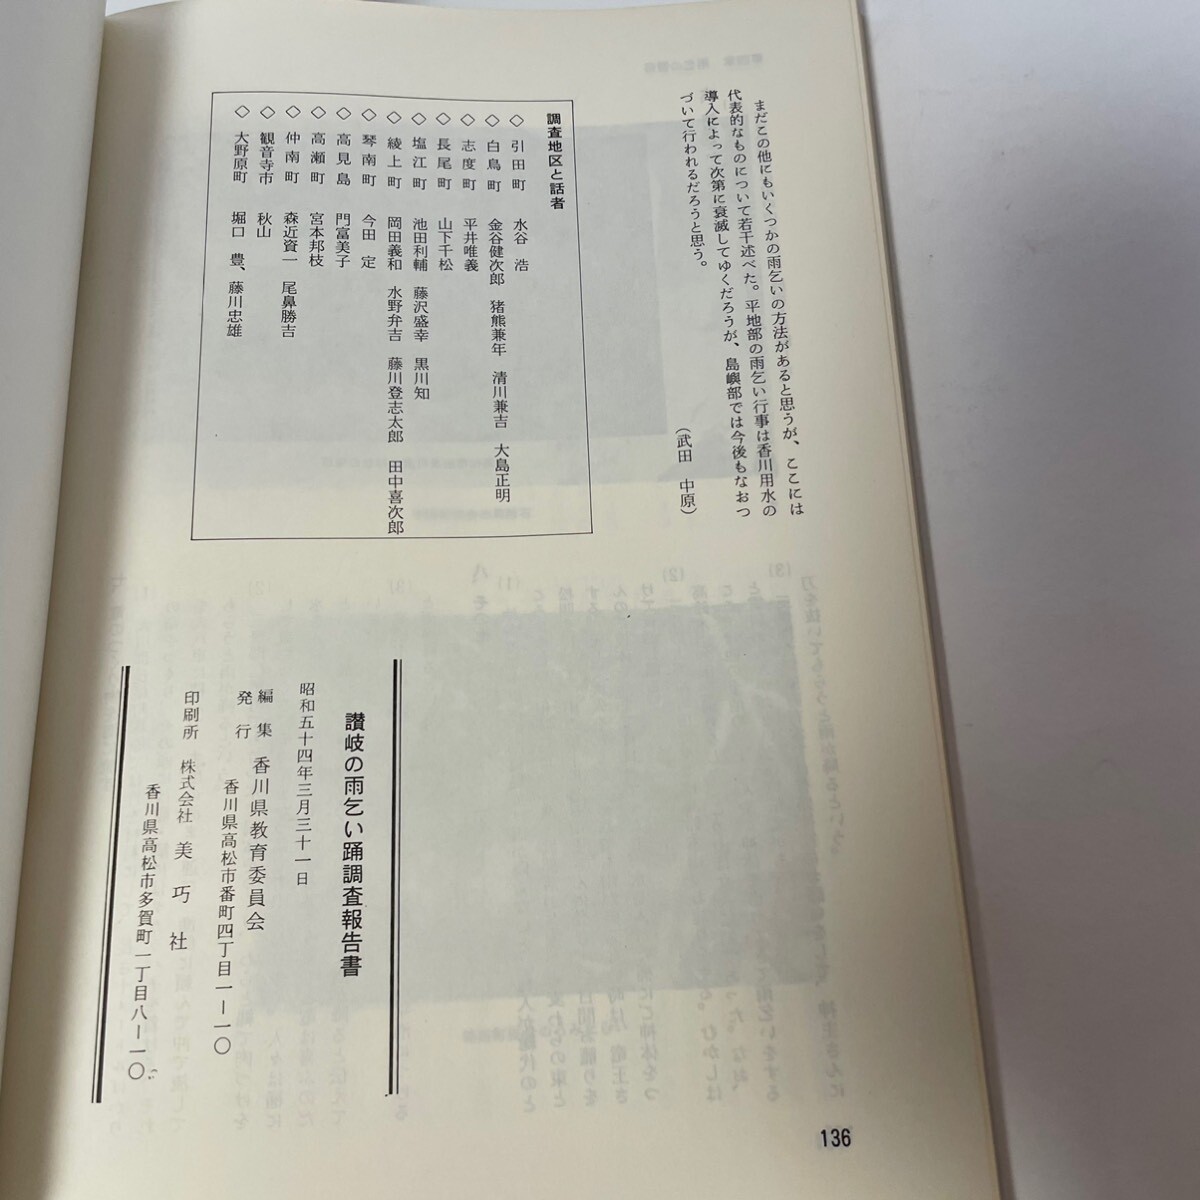 まだこの他にもいくつかの雨乞いの方法があると思うが、ここには
代表的なものについて若干述べた。平地部の雨乞い行事は香川用水の
導入によって次第に衰滅してゆくだろうが、島嶼部では今後もなおつ
づいて行われるだろうと思う。
（武田 中原）
調査地区と話者
◇ 引田町 水谷 浩
◇ 白鳥町 金谷健次郎 猪熊兼年 清川兼吉 大島正明
◇ 志度町 平井唯義
◇ 長尾町 山下千松
◇ 塩江町 池田利輔 藤沢盛幸 黒川知
◇ 綾上町 岡田義和 水野弁吉 藤川登志太郎 田中喜次郎
◇ 琴南町 今田 定
◇ 高見島 門富美子
◇ 高瀬町 宮本邦枝
◇ 仲南町 森近資一 尾鼻勝吉
◇ 観音寺市 秋山
◇ 大野原町 堀口 豊、藤川忠雄
讃岐の雨乞い踊調査報告書
昭和五十四年三月三十一日
編集
発行 香川県教育委員会
香川県高松市番町四丁目一―一〇
印刷所 株式会社 美巧社
香川県高松市多賀町一丁目八―一〇
136